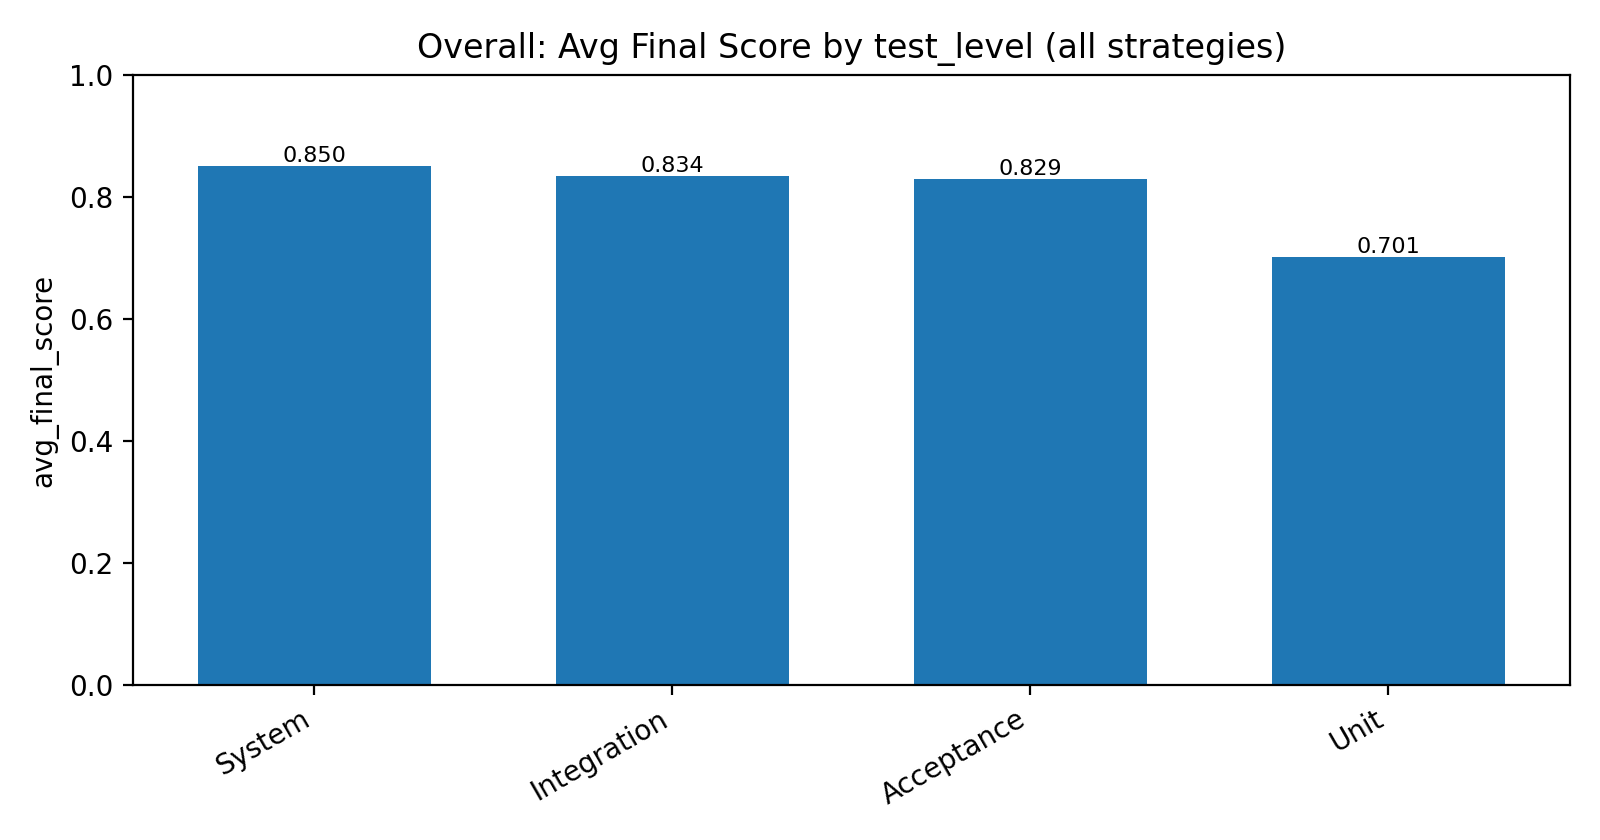 Overall: Avg Final Score by test_level (all strategies)
avg_final_score
1.0
0.8
0.6
0.4
0.2
0.0
0.850
0.834
0.829
0.701
System
Integration
Acceptance
Unit